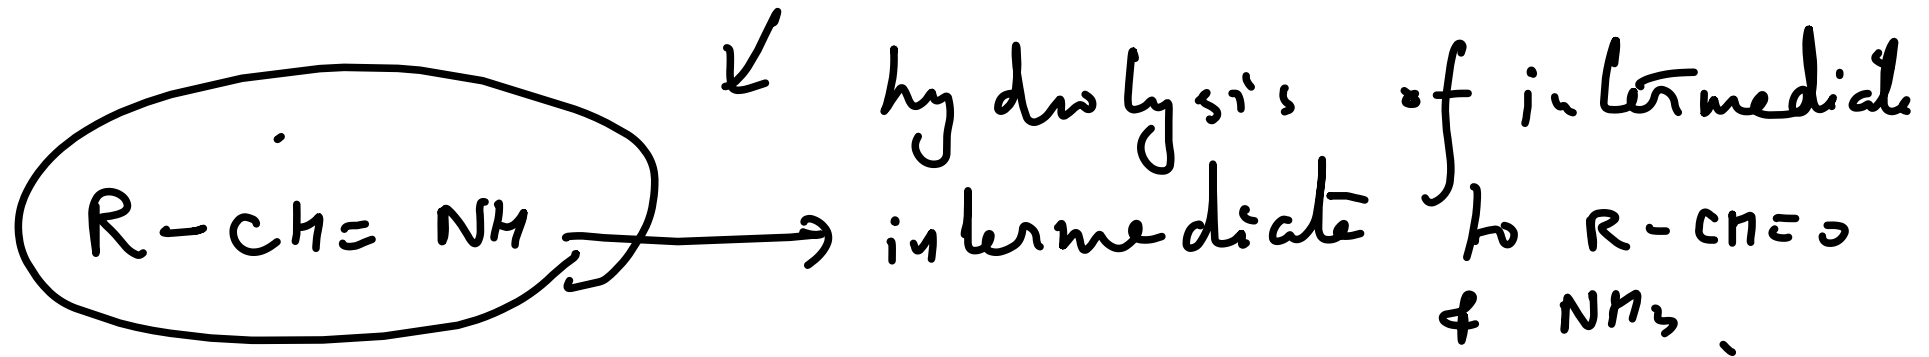 hydrolysis of intermediate
R - CH = NH → intermediate to R - CH = O
& NH3